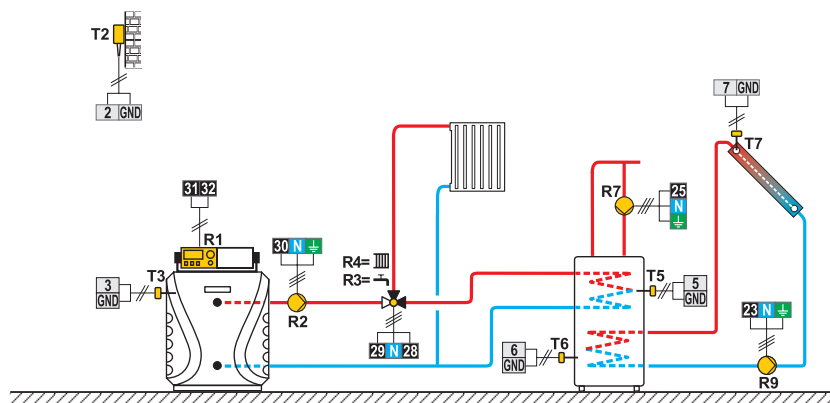 T2
2 GND
7 GND
T7
31 32
R7
25
N
R1
30 N
R4=
R3=
3
GND
T3
T5
5
GND
R2
23 N
29 N 28
6
GND
T6
R9